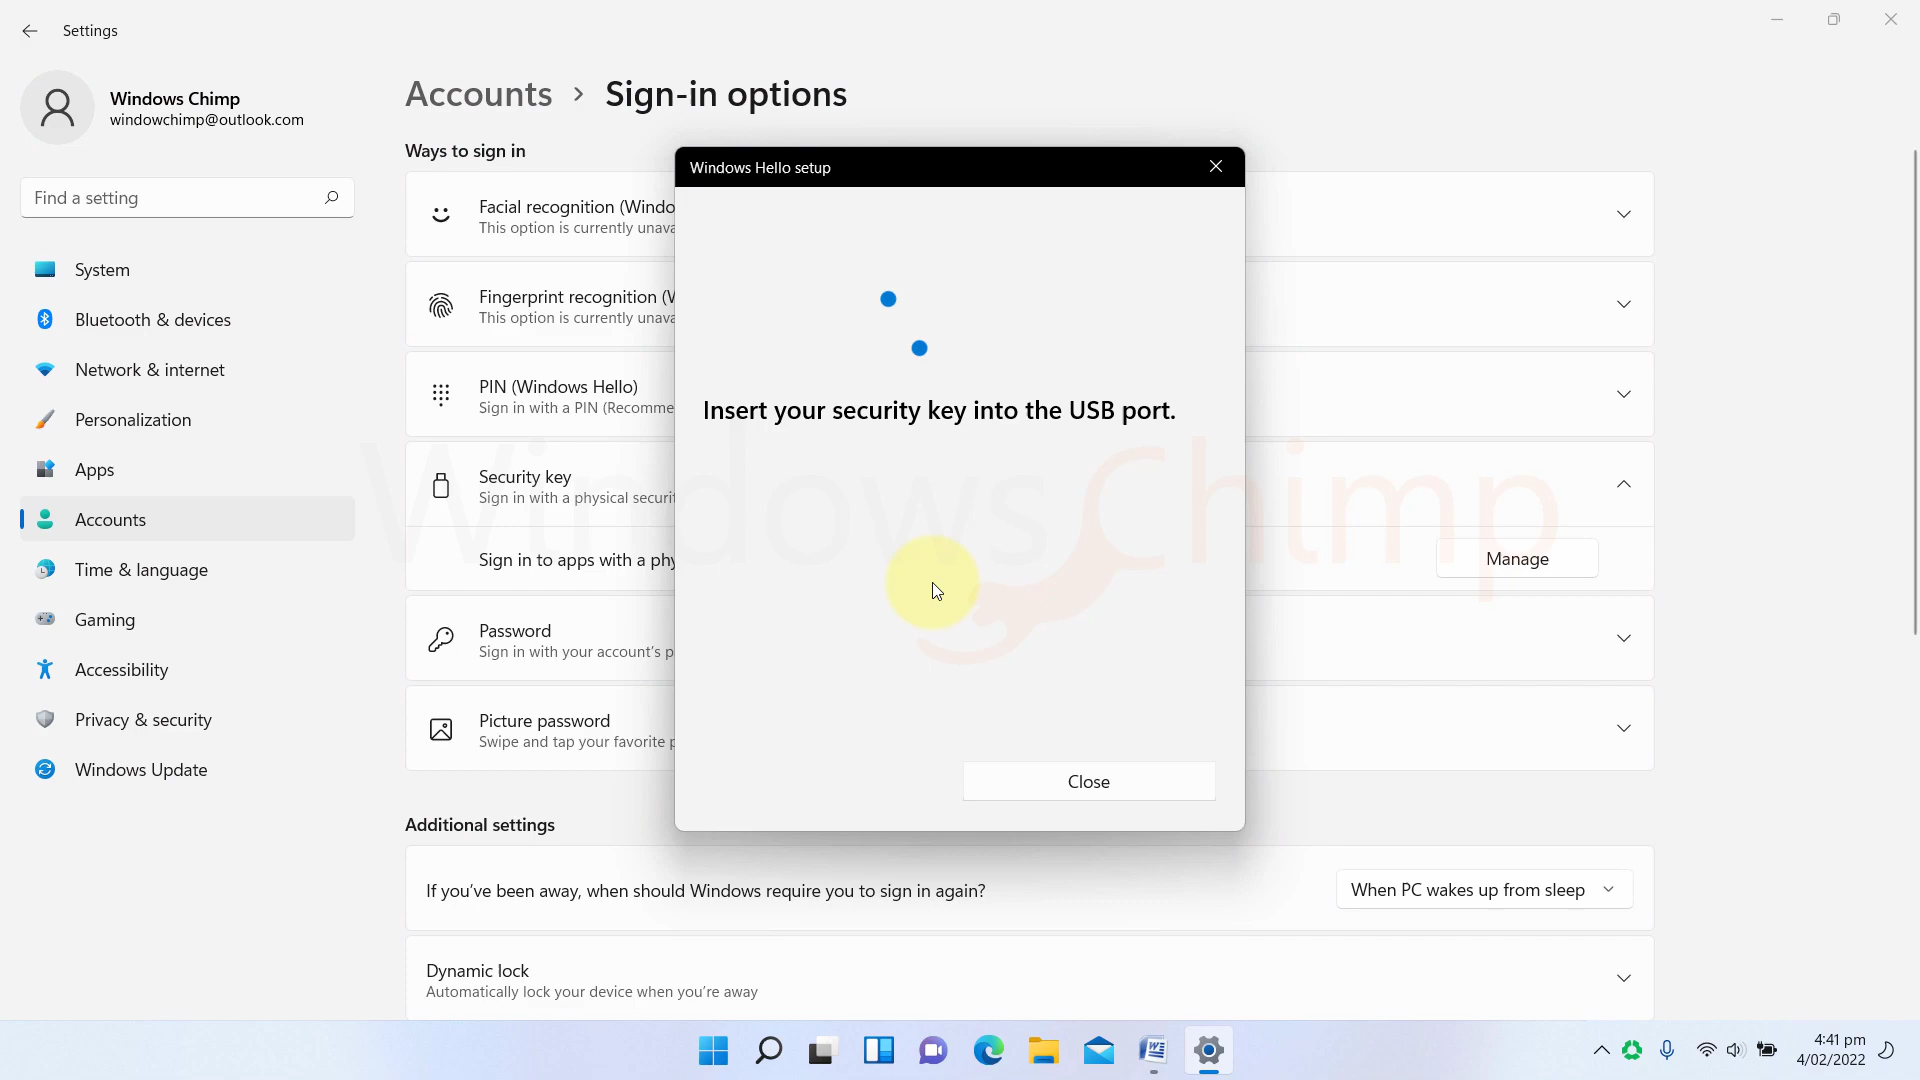 Settings
Windows Chimp
windowchimp@outlook.com
Find a setting
System
Bluetooth & devices
Network & internet
Personalization
Apps
Accounts
Time & language
Gaming
Accessibility
Privacy & security
Windows Update
Accounts > Sign-in options
Ways to sign in
Facial recognition (Windo
This option is currently unava
Fingerprint recognition (W
This option is currently unava
PIN (Windows Hello)
Sign in with a PIN (Recomme
Security key
Sign in with a physical securit
Sign in to apps with a phy
Manage
Password
Sign in with your account's p
Picture password
Swipe and tap your favorite p
Windows Hello setup
Insert your security key into the USB port.
Close
Windows Chimp
Additional settings
If you've been away, when should Windows require you to sign in again?
When PC wakes up from sleep
Dynamic lock
Automatically lock your device when you're away
4:41 pm
4/02/2022